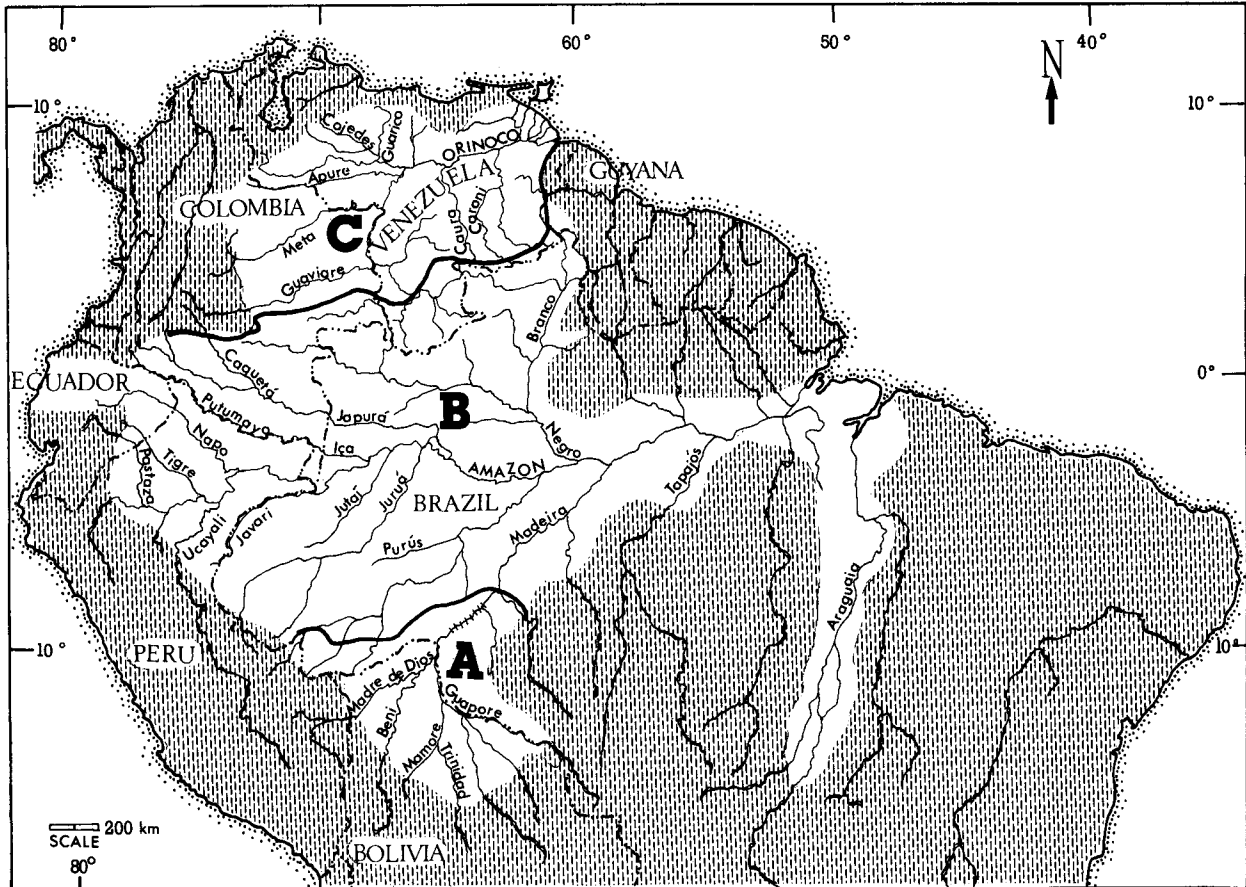 80°
60°
50°
40°
N
10°
10°
Cojedes
Guarico
ORINOCO
Apure
VENEZUELA
GUYANA
COLOMBIA
Meta
C
Caura
Caroni
Guaviare
Branco
Caqueta
ECUADOR
0°
Putumayo
Japurá
B
Negro
Napo
Iça
Tigre
Pastaza
AMAZON
Tapajos
Jutaí
Juruá
BRAZIL
Ucayali
Javari
Madeira
Purús
Araguaia
10°
10°
PERU
A
Madre de Dios
Guapore
Beni
Mamore
Trinidad
200 km
SCALE
80°
BOLIVIA